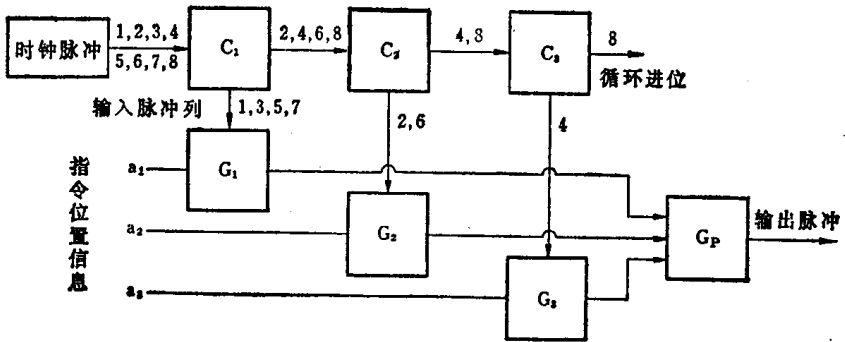 时钟脉冲
1,2,3,4
5,6,7,8
C₁
2,4,6,8
C₂
4,8
C₃
8
循环进位
输入脉冲列
1,3,5,7
2,6
4
指令位置信息
a₁
G₁
a₂
G₂
a₃
G₃
G_P
输出脉冲